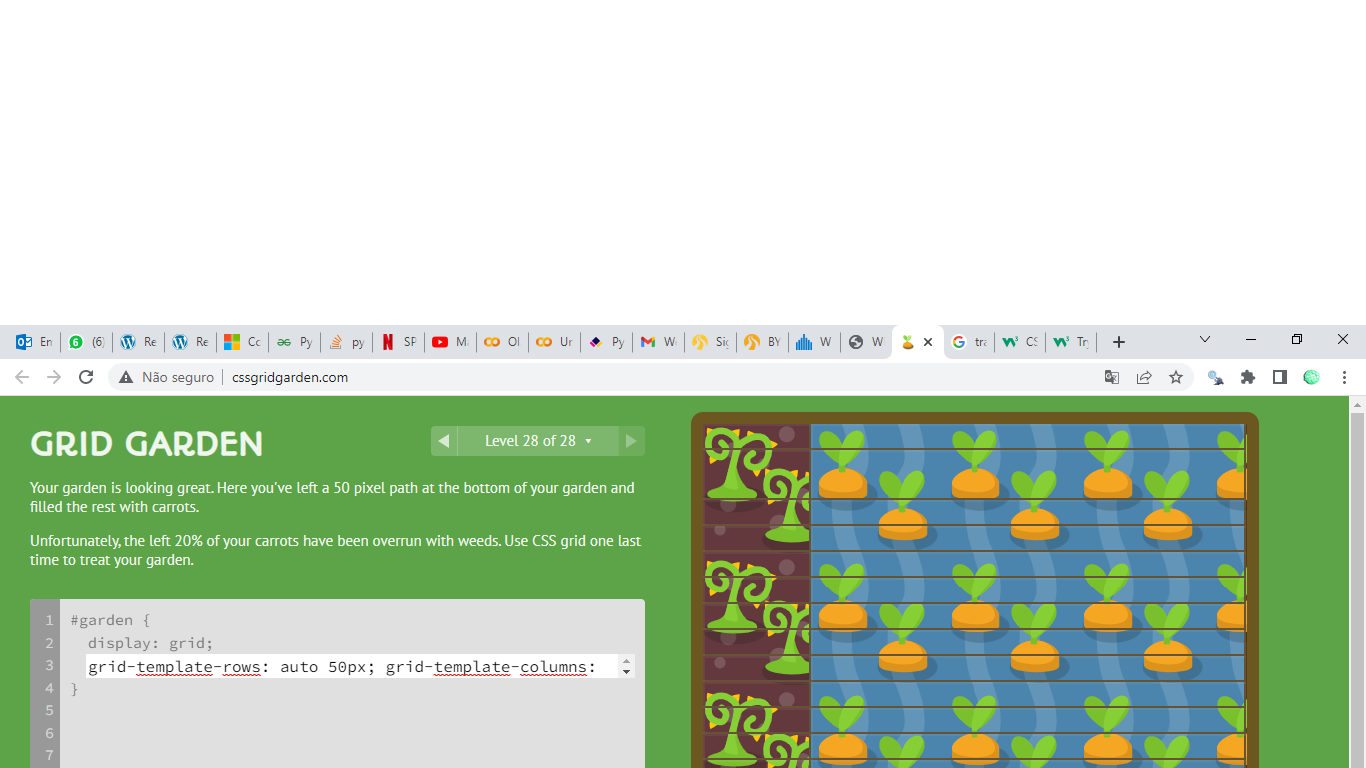 En (6) Re Re Cc Py py SP M OI Ur Py W Sig BY W W tra CS Try
Não seguro cssgridgarden.com
GRID GARDEN
Level 28 of 28
Your garden is looking great. Here you've left a 50 pixel path at the bottom of your garden and
filled the rest with carrots.
Unfortunately, the left 20% of your carrots have been overrun with weeds. Use CSS grid one last
time to treat your garden.
1 #garden {
2 display: grid;
3 grid-template-rows: auto 50px; grid-template-columns:
4 }
5
6
7